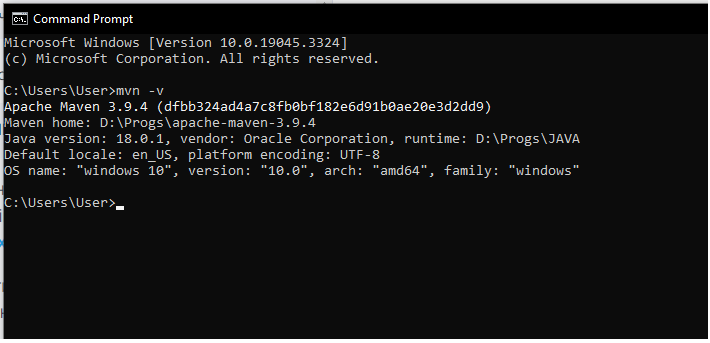 Command Prompt
Microsoft Windows [Version 10.0.19045.3324]
(c) Microsoft Corporation. All rights reserved.
C:\Users\User>mvn -v
Apache Maven 3.9.4 (dfbb324ad4a7c8fb0bf182e6d91b0ae20e3d2dd9)
Maven home: D:\Progs\apache-maven-3.9.4
Java version: 18.0.1, vendor: Oracle Corporation, runtime: D:\Progs\JAVA
Default locale: en_US, platform encoding: UTF-8
OS name: "windows 10", version: "10.0", arch: "amd64", family: "windows"
C:\Users\User>